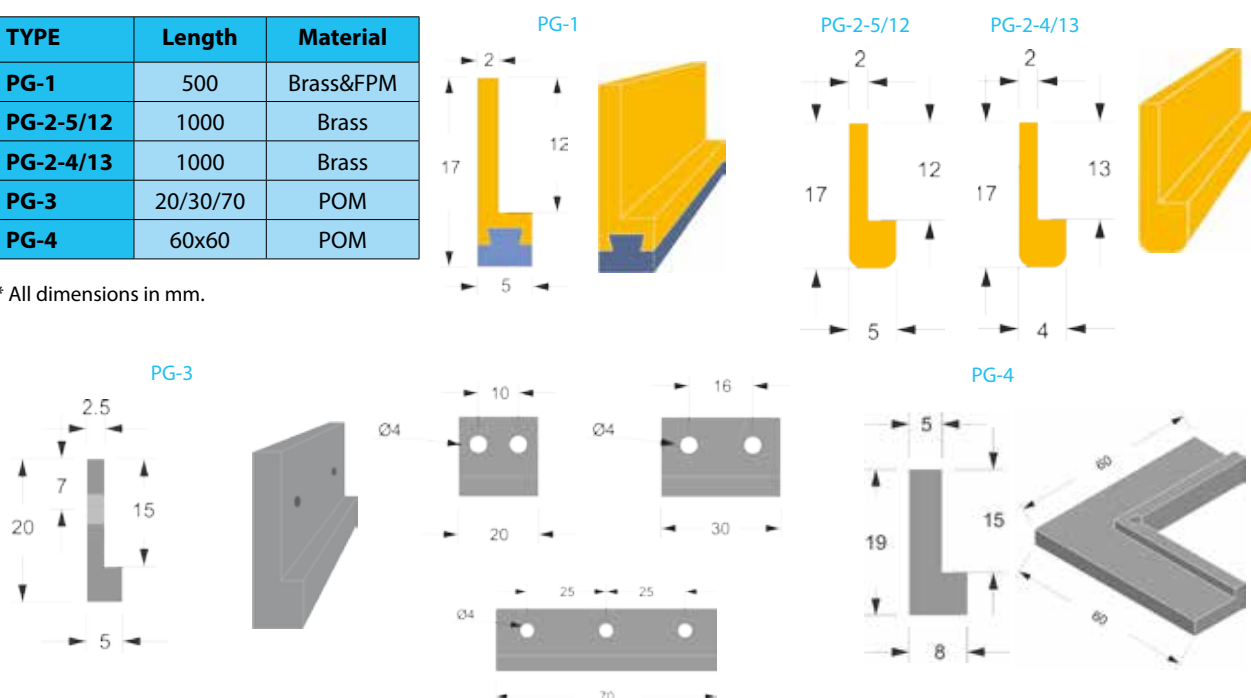 TYPE Length Material
PG-1 500 Brass&FPM
PG-2-5/12 1000 Brass
PG-2-4/13 1000 Brass
PG-3 20/30/70 POM
PG-4 60x60 POM
* All dimensions in mm.
PG-1
2
17
12
5
PG-2-5/12
2
17
12
5
PG-2-4/13
2
17
13
4
PG-3
2.5
7
20
15
5
10
Ø4
20
16
Ø4
30
25 25
Ø4
70
PG-4
5
19
15
8
60
60